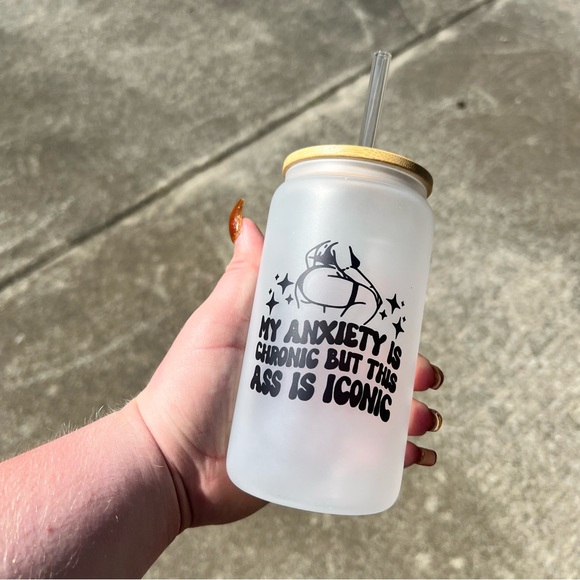 MY ANXIETY IS
CHRONIC BUT THIS
ASS IS ICONIC